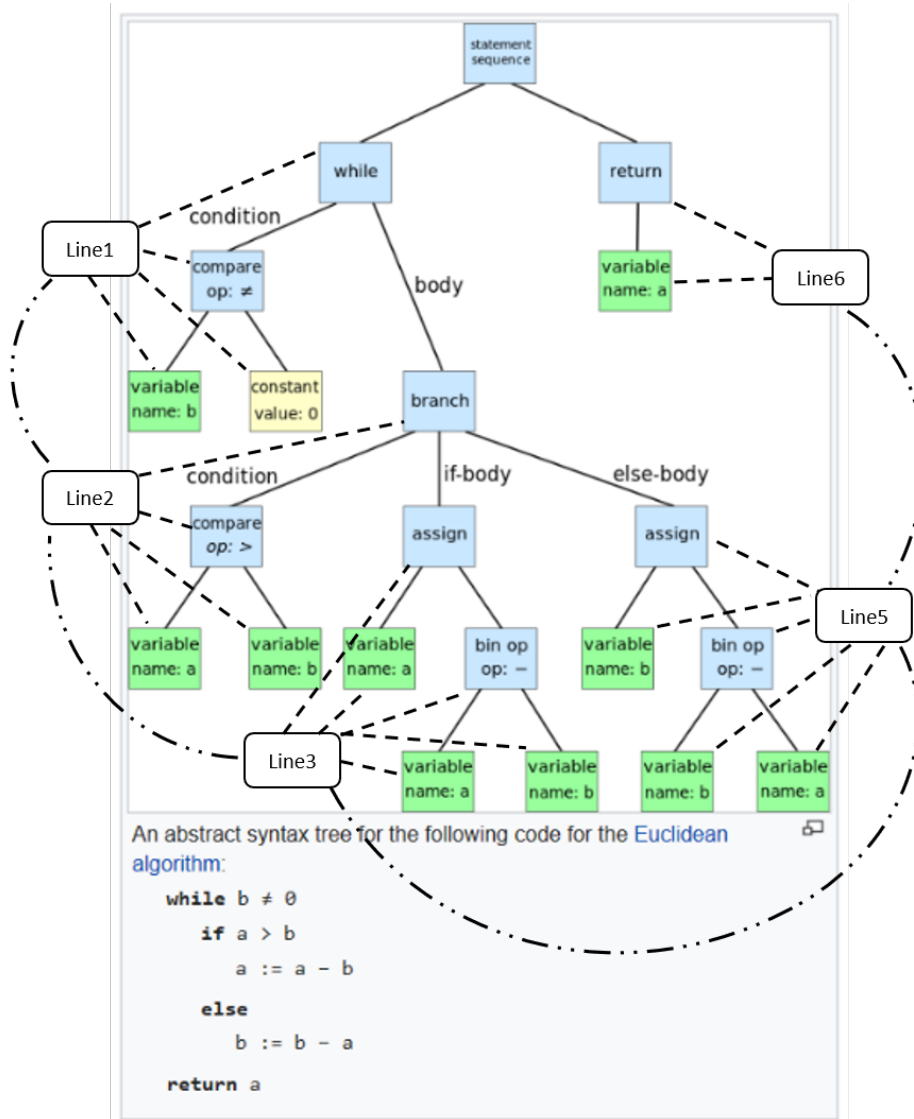 statement
sequence
while
return
condition
Line1
compare
op: ≠
body
variable
name: a
Line6
variable
name: b
constant
value: 0
branch
condition
if-body
else-body
Line2
compare
op: >
assign
assign
Line5
variable
name: a
variable
name: b
variable
name: a
bin op
op: −
variable
name: b
bin op
op: −
Line3
variable
name: a
variable
name: b
variable
name: b
variable
name: a
An abstract syntax tree for the following code for the Euclidean
algorithm:
while b ≠ 0
if a > b
a := a − b
else
b := b − a
return a